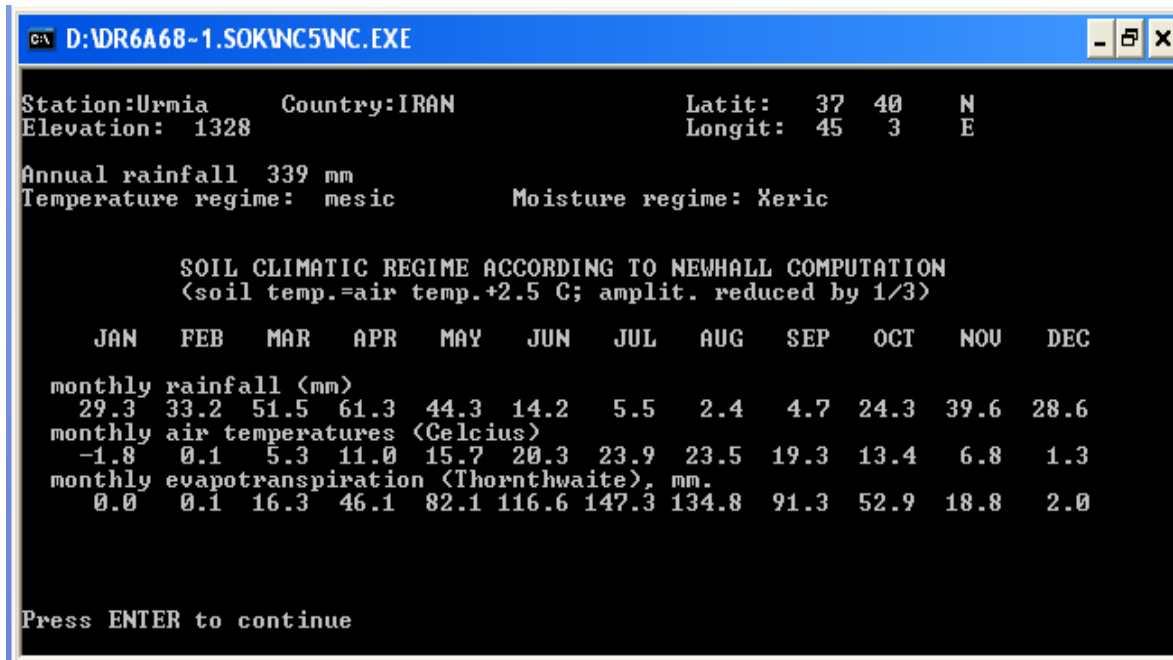 D:\DR6A68~1.SOK\NC5\NC.EXE
Station:Urmia Country:IRAN Latit: 37 40 N
Elevation: 1328 Longit: 45 3 E
Annual rainfall 339 mm
Temperature regime: mesic Moisture regime: Xeric
SOIL CLIMATIC REGIME ACCORDING TO NEWHALL COMPUTATION
(soil temp.=air temp.+2.5 C; amplit. reduced by 1/3)
JAN FEB MAR APR MAY JUN JUL AUG SEP OCT NOV DEC
monthly rainfall (mm)
29.3 33.2 51.5 61.3 44.3 14.2 5.5 2.4 4.7 24.3 39.6 28.6
monthly air temperatures (Celcius)
-1.8 0.1 5.3 11.0 15.7 20.3 23.9 23.5 19.3 13.4 6.8 1.3
monthly evapotranspiration (Thornthwaite), mm.
0.0 0.1 16.3 46.1 82.1 116.6 147.3 134.8 91.3 52.9 18.8 2.0
Press ENTER to continue